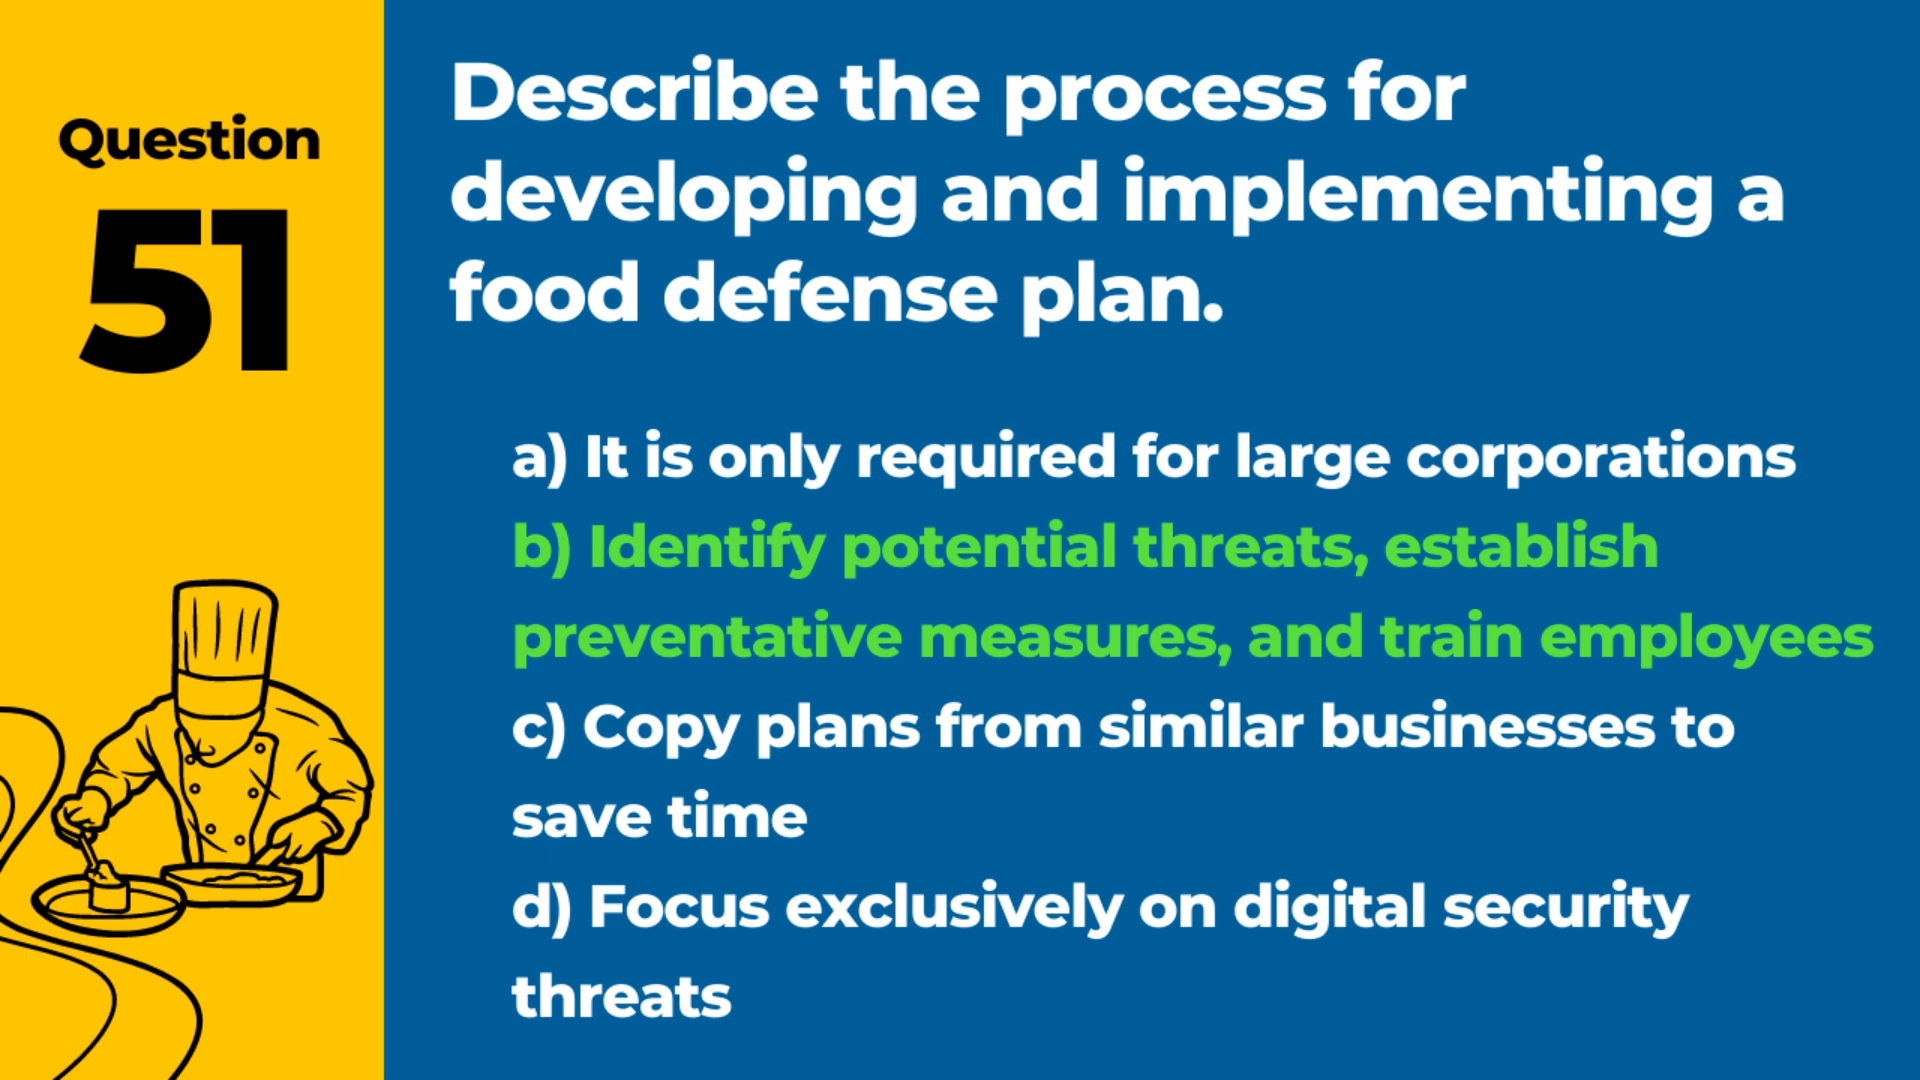 Question
51
Describe the process for
developing and implementing a
food defense plan.
a) It is only required for large corporations
b) Identify potential threats, establish
preventative measures, and train employees
c) Copy plans from similar businesses to
save time
d) Focus exclusively on digital security
threats